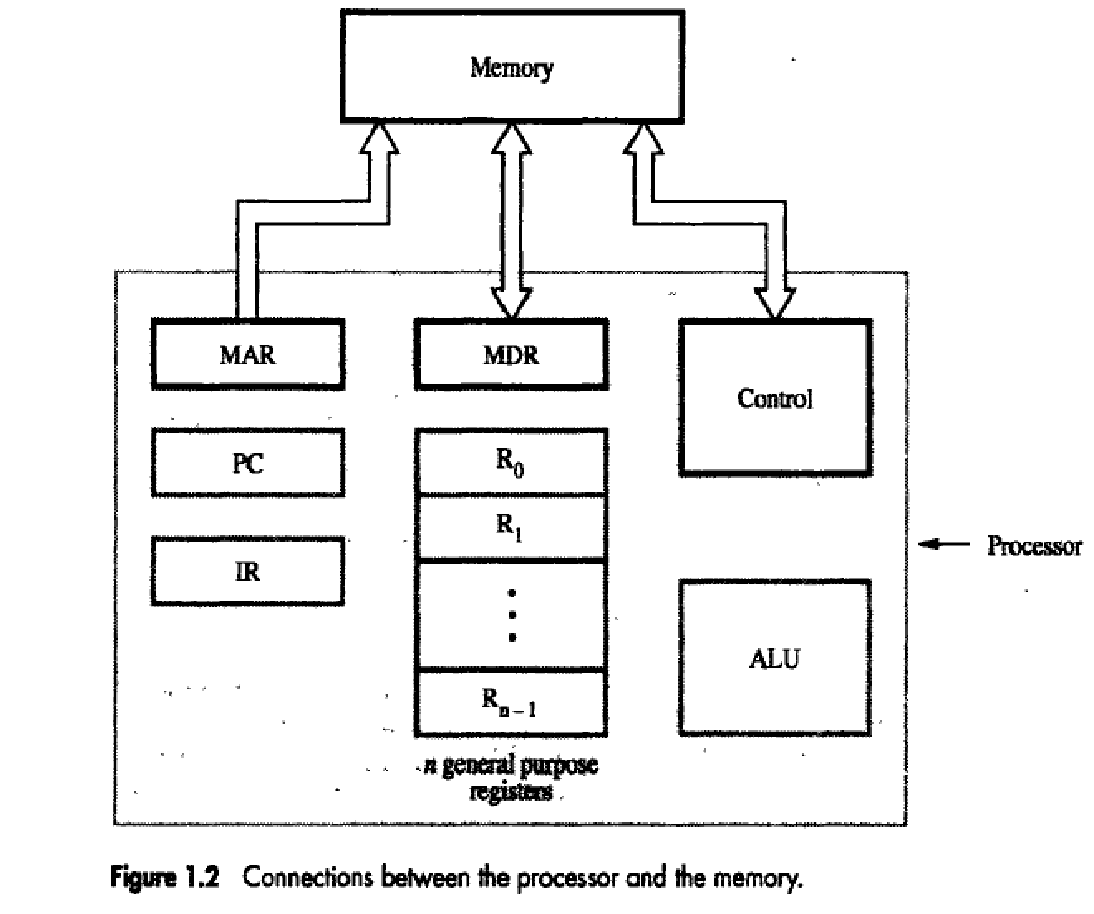 Memory
MAR
MDR
Control
PC
R0
R1
IR
Processor
ALU
Rn-1
n general purpose
registers
Figure 1.2 Connections between the processor and the memory.